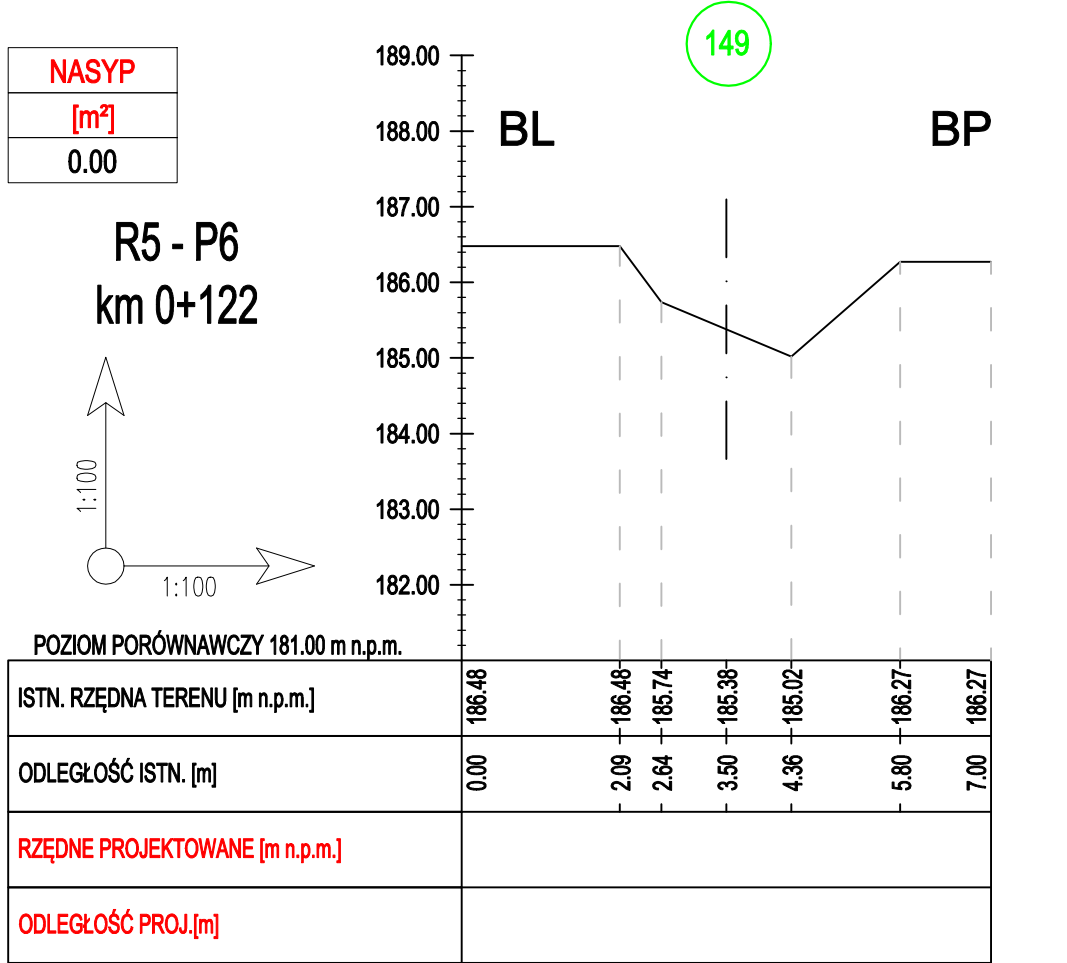 149
NASYP
[m²]
0.00
BL
BP
R5 - P6
km 0+122
189.00
188.00
187.00
186.00
185.00
184.00
183.00
182.00
1:100
1:100
POZIOM PORÓWNAWCZY 181.00 m n.p.m.
ISTN. RZĘDNA TERENU [m n.p.m.] 186.48 186.48 185.74 185.38 185.02 186.27 186.27
ODLEGŁOŚĆ ISTN. [m] 0.00 2.09 2.64 3.50 4.36 5.80 7.00
RZĘDNE PROJEKTOWANE [m n.p.m.]
ODLEGŁOŚĆ PROJ.[m]